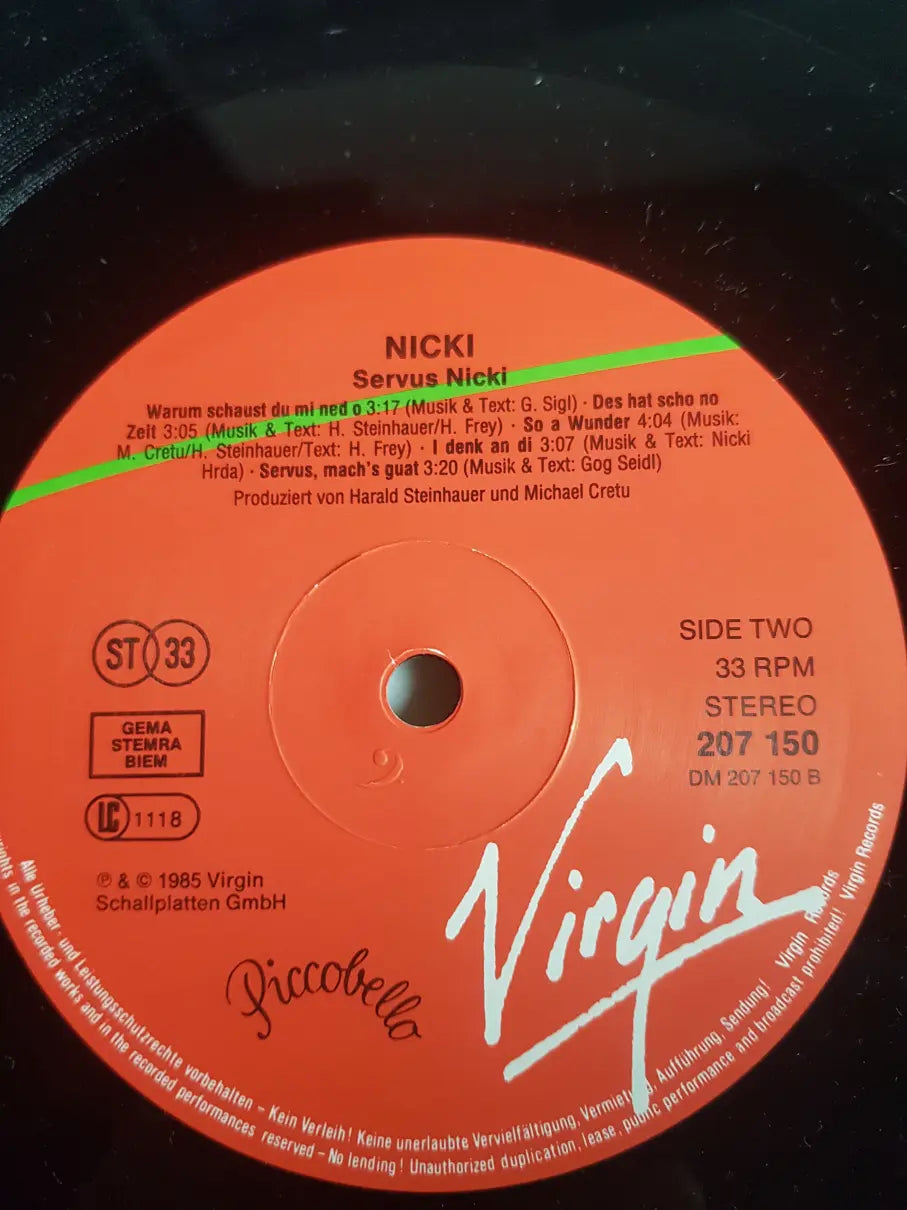 NICKI
Servus Nicki
Warum schaust du mi ned o 3:17 (Musik & Text: G. Sigl) · Des hat scho no
Zeit 3:05 (Musik & Text: H. Steinhauer/H. Frey) · So a Wunder 4:04 (Musik:
M. Cretu/H. Steinhauer/Text: H. Frey) · I denk an di 3:07 (Musik & Text: Nicki
Hrda) · Servus, mach's guat 3:20 (Musik & Text: Gog Seidl)
Produziert von Harald Steinhauer und Michael Cretu
ST 33
SIDE TWO
33 RPM
STEREO
207 150
DM 207 150 B
GEMA
STEMRA
BIEM
LC 1118
℗ & © 1985 Virgin
Schallplatten GmbH
9
Piccobello
Virgin
Alle Urheber- und Leistungsschutzrechte vorbehalten – Kein Verleih! Keine unerlaubte Vervielfältigung, Vermietung, Aufführung, Sendung! Virgin Records
in the recorded works and in the recorded performances reserved – No lending! Unauthorized duplication, lease, public performance and broadcast prohibited! Virgin Records